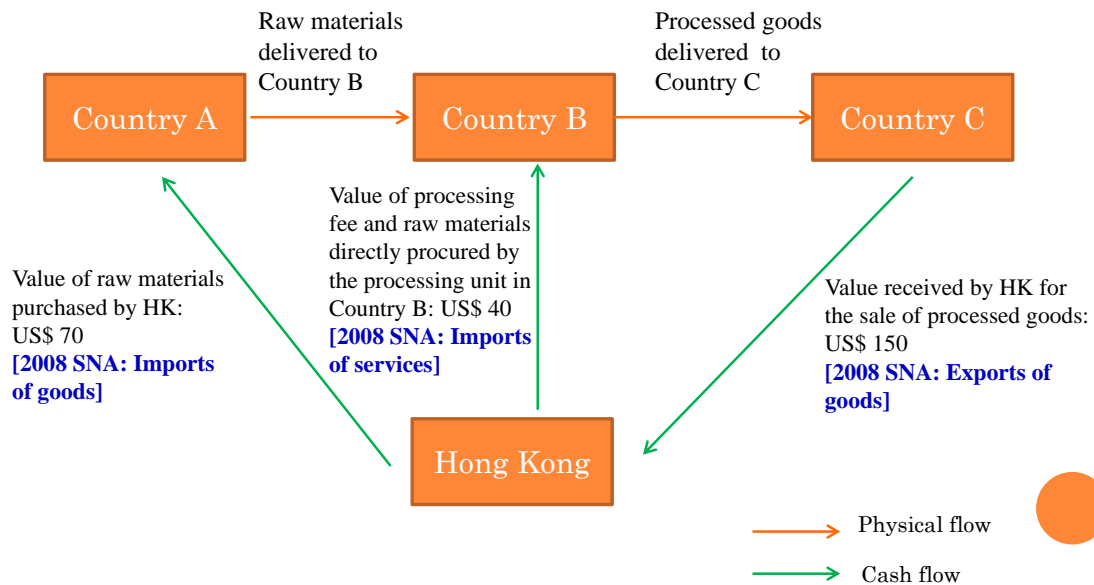 Raw materials
delivered to
Country B
Processed goods
delivered to
Country C
Country A
Country B
Country C
Value of raw materials
purchased by HK:
US$ 70
[2008 SNA: Imports
of goods]
Value of processing
fee and raw materials
directly procured by
the processing unit in
Country B: US$ 40
[2008 SNA: Imports
of services]
Value received by HK for
the sale of processed goods:
US$ 150
[2008 SNA: Exports of
goods]
Hong Kong
Physical flow
Cash flow